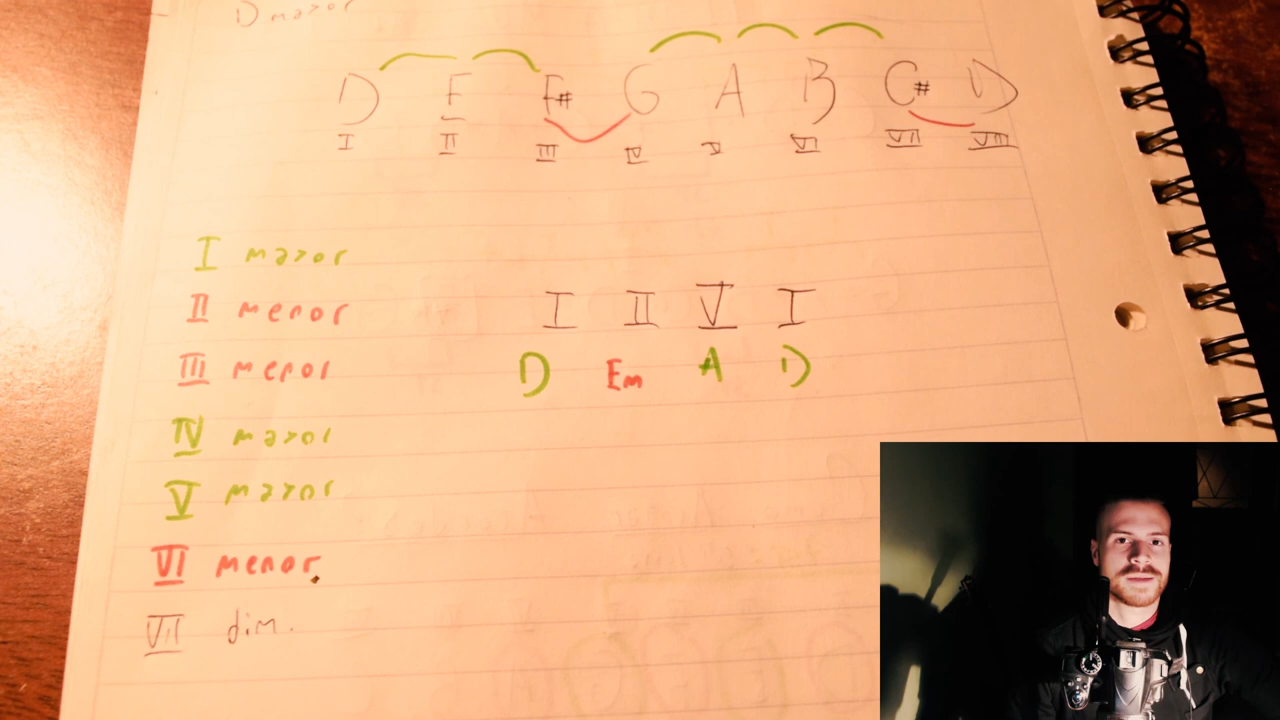 D mayor
D E F# G A B C# D
I II III IV V VI VII VIII
I mayor
II menor
III menor
IV mayor
V mayor
VI menor
VII dim.
I II V I
D Em A D